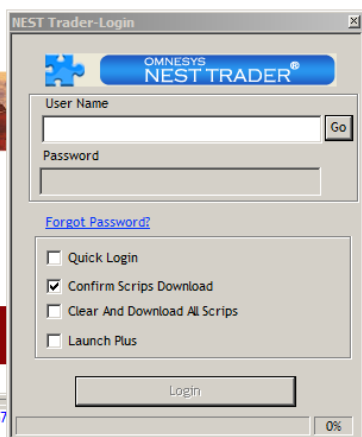 NEST Trader-Login
OMNESYS
NEST TRADER®
User Name
Go
Password
Forgot Password?
Quick Login
Confirm Scrips Download
Clear And Download All Scrips
Launch Plus
Login
7
0%